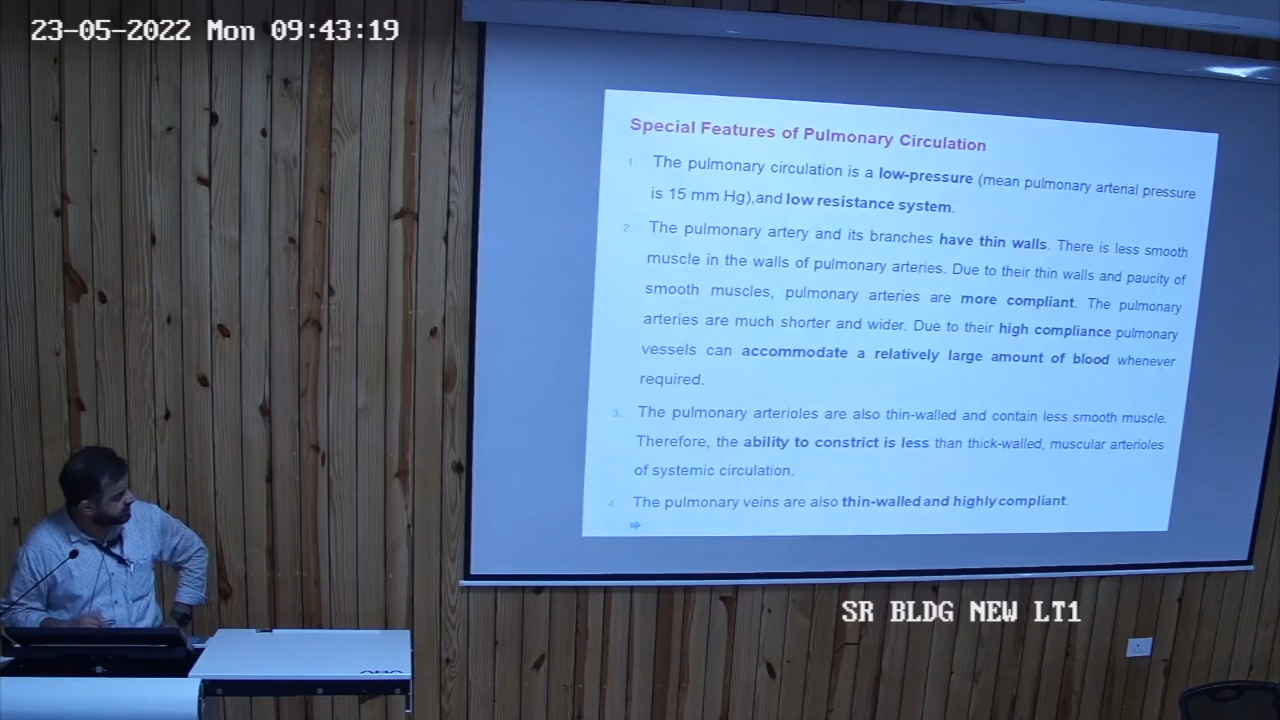 23-05-2022 Mon 09:43:19
Special Features of Pulmonary Circulation
1. The pulmonary circulation is a low-pressure (mean pulmonary arterial pressure
is 15 mm Hg),and low resistance system.
2. The pulmonary artery and its branches have thin walls. There is less smooth
muscle in the walls of pulmonary arteries. Due to their thin walls and paucity of
smooth muscles, pulmonary arteries are more compliant. The pulmonary
arteries are much shorter and wider. Due to their high compliance pulmonary
vessels can accommodate a relatively large amount of blood whenever
required.
3. The pulmonary arterioles are also thin-walled and contain less smooth muscle.
Therefore, the ability to constrict is less than thick-walled, muscular arterioles
of systemic circulation.
4. The pulmonary veins are also thin-walled and highly compliant.
SR BLDG NEW LT1
AHA